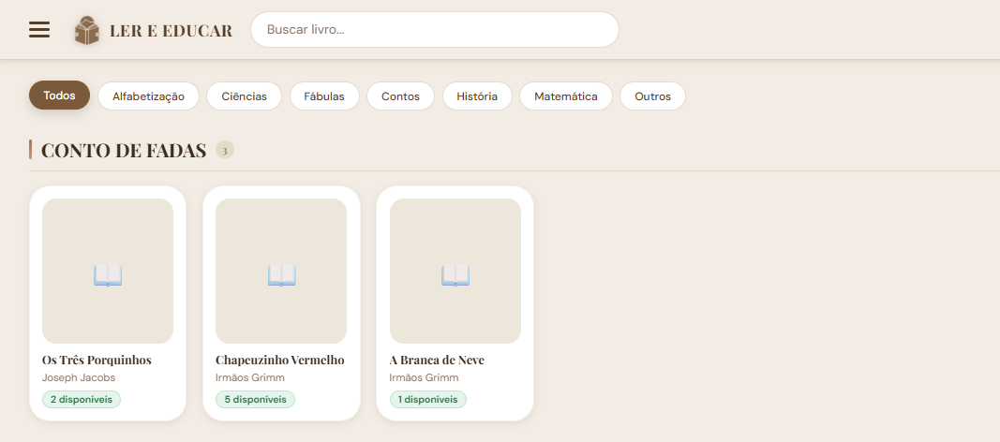 LER E EDUCAR
Buscar livro...
Todos
Alfabetização
Ciências
Fábulas
Contos
História
Matemática
Outros
CONTO DE FADAS 3
Os Três Porquinhos
Joseph Jacobs
2 disponíveis
Chapeuzinho Vermelho
Irmãos Grimm
5 disponíveis
A Branca de Neve
Irmãos Grimm
1 disponíveis